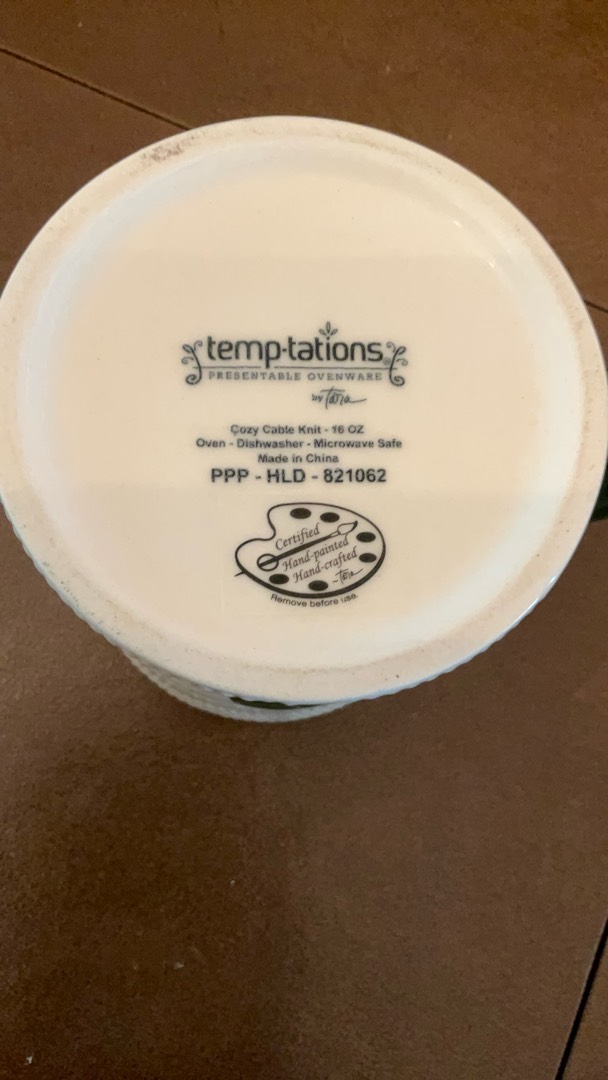 temp-tations®
PRESENTABLE OVENWARE
by Tara
Cozy Cable Knit - 16 OZ
Oven - Dishwasher - Microwave Safe
Made in China
PPP - HLD - 821062
Certified
Hand-painted
Hand-crafted
-Tara
Remove before use.